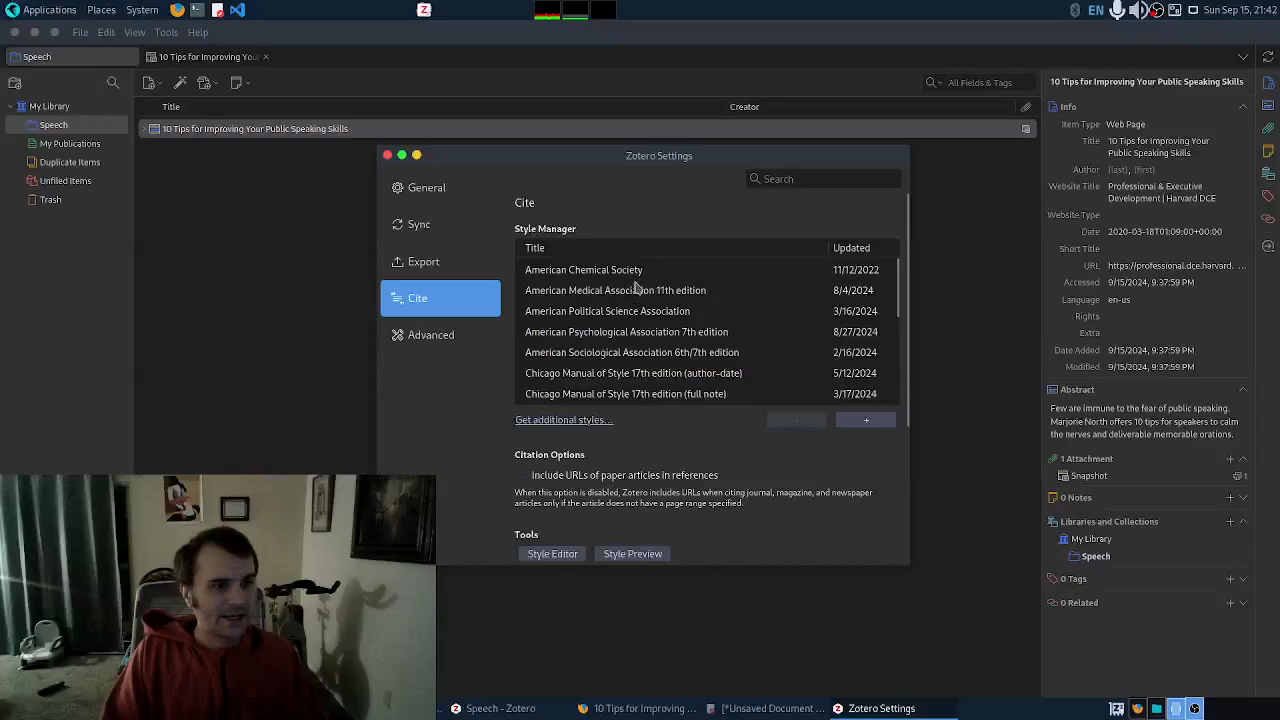 Applications Places System EN Sun Sep 15, 21:42
File Edit View Tools Help
Speech 10 Tips for Improving Your Publi ×
All Fields & Tags
My Library
Speech
My Publications
Duplicate Items
Unfiled Items
Trash
Title Creator
10 Tips for Improving Your Public Speaking Skills
Zotero Settings
Search
General
Sync
Export
Cite
Advanced
Cite
Style Manager
Title Updated
American Chemical Society 11/12/2022
American Medical Association 11th edition 8/4/2024
American Political Science Association 3/16/2024
American Psychological Association 7th edition 8/27/2024
American Sociological Association 6th/7th edition 2/16/2024
Chicago Manual of Style 17th edition (author-date) 5/12/2024
Chicago Manual of Style 17th edition (full note) 3/17/2024
Get additional styles... - +
Citation Options
Include URLs of paper articles in references
When this option is disabled, Zotero includes URLs when citing journal, magazine, and newspaper
articles only if the article does not have a page range specified.
Tools
Style Editor Style Preview
10 Tips for Improving Your Public Speaking Skills
Info
Item Type Web Page
Title 10 Tips for Improving Your
Public Speaking Skills
Author (last), (first)
Website Title Professional & Executive
Development | Harvard DCE
Website Type
Date 2020-03-18T01:09:00+00:00
Short Title
URL https://professional.dce.harvard.
Accessed 9/15/2024, 9:37:59 PM
Language en-us
Rights
Extra
Date Added 9/15/2024, 9:37:59 PM
Modified 9/15/2024, 9:37:59 PM
Abstract
Few are immune to the fear of public speaking.
Marjorie North offers 10 tips for speakers to calm
the nerves and deliverable memorable orations.
1 Attachment
Snapshot 1
0 Notes
Libraries and Collections
My Library
Speech
0 Tags
0 Related
Speech - Zotero 10 Tips for Improving ... [*Unsaved Document ... Zotero Settings